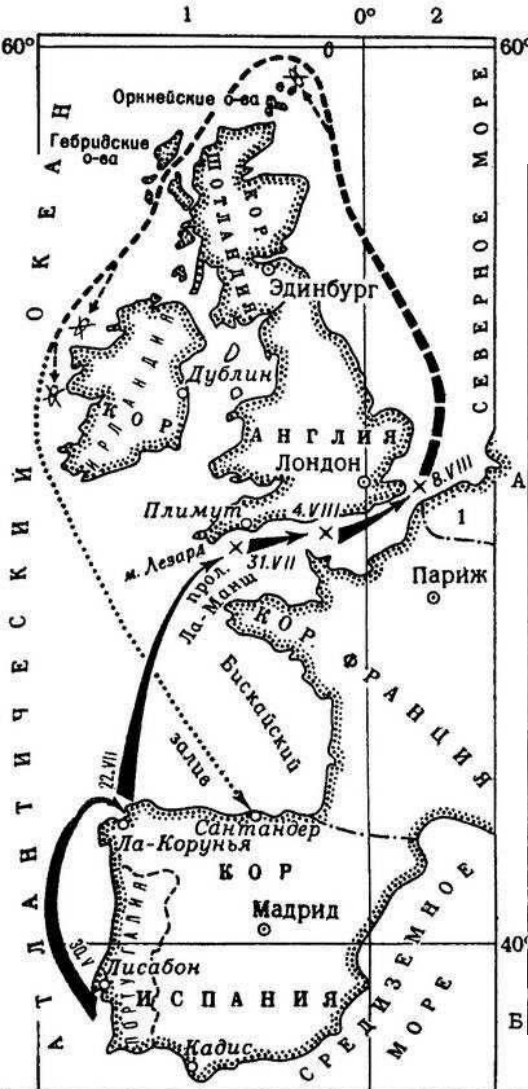 1 0° 2
60° 0 60°
Оркнейские о-ва
Гебридские
о-ва
АТЛАНТИЧЕСКИЙ ОКЕАН
СЕВЕРНОЕ МОРЕ
КОР
ШОТЛАНДИЯ
Эдинбург
КОР
ИРЛАНДИЯ
Дублин
АНГЛИЯ
Лондон
8.VIII
А
Плимут
4.VIII
1
м. Лезард
31.VII
прол.
Ла-Манш
Париж
КОР ФРАНЦИЯ
Бискайский
залив
22.VII
Сантандер
Ла-Корунья
КОР
Мадрид
40°
30.V
Лисабон
ПОРТУГАЛИЯ
ИСПАНИЯ
СРЕДИЗЕМНОЕ
МОРЕ
Б
Кадис